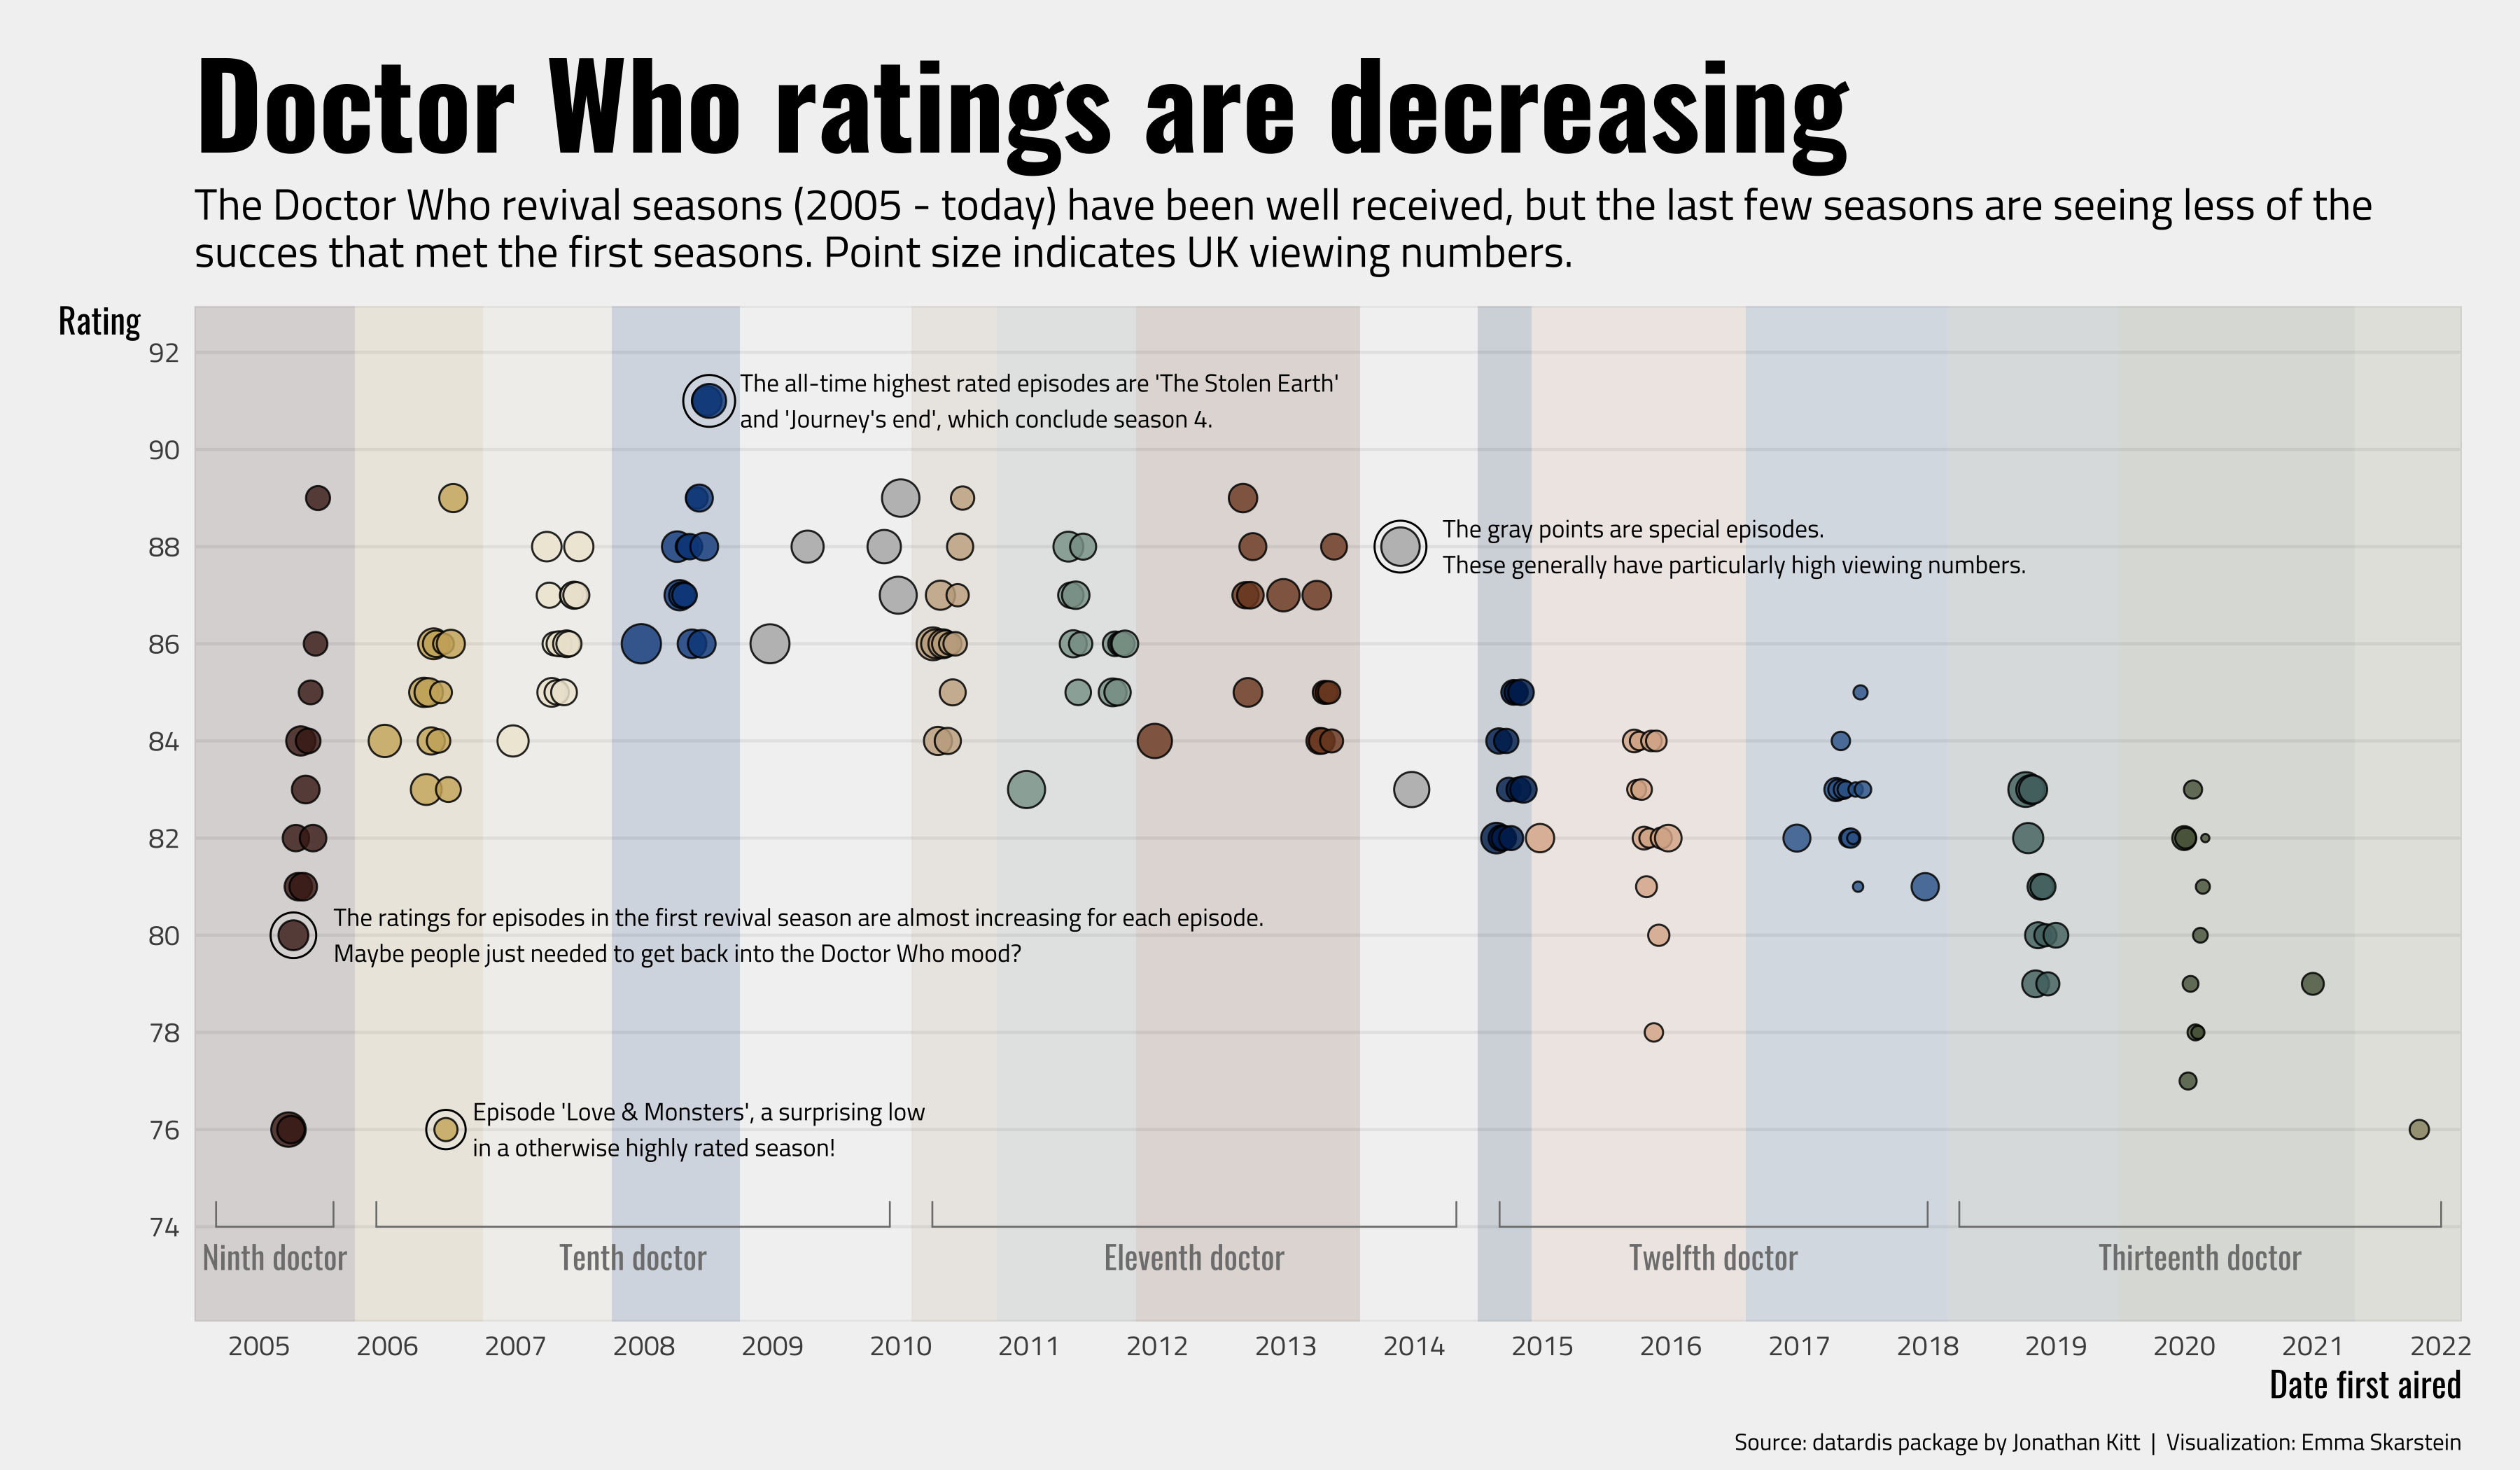 Doctor Who ratings are decreasing
The Doctor Who revival seasons (2005 - today) have been well received, but the last few seasons are seeing less of the
succes that met the first seasons. Point size indicates UK viewing numbers.
Rating
92
The all-time highest rated episodes are 'The Stolen Earth'
and 'Journey's end', which conclude season 4.
90
The gray points are special episodes.
88
These generally have particularly high viewing numbers.
86
84
82
The ratings for episodes in the first revival season are almost increasing for each episode.
80
Maybe people just needed to get back into the Doctor Who mood?
78
Episode 'Love & Monsters', a surprising low
76
in a otherwise highly rated season!
74
Ninth doctor Tenth doctor Eleventh doctor Twelfth doctor Thirteenth doctor
2005 2006 2007 2008 2009 2010 2011 2012 2013 2014 2015 2016 2017 2018 2019 2020 2021 2022
Date first aired
Source: datardis package by Jonathan Kitt | Visualization: Emma Skarstein